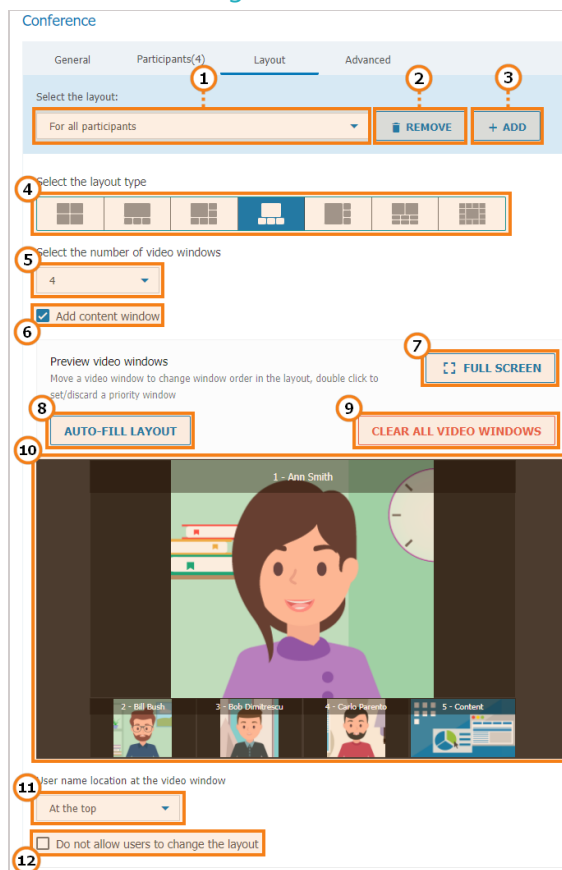 Conference
General Participants(4) Layout Advanced
1 2 3
Select the layout:
For all participants REMOVE + ADD
Select the layout type
4
Select the number of video windows
5
4
Add content window
6
7
Preview video windows
FULL SCREEN
Move a video window to change window order in the layout, double click to
set/discard a priority window
8 9
AUTO-FILL LAYOUT CLEAR ALL VIDEO WINDOWS
10
1 - Ann Smith
2 - Bill Bush 3 - Bob Dimitrescu 4 - Carlo Parento 5 - Content
User name location at the video window
11
At the top
Do not allow users to change the layout
12